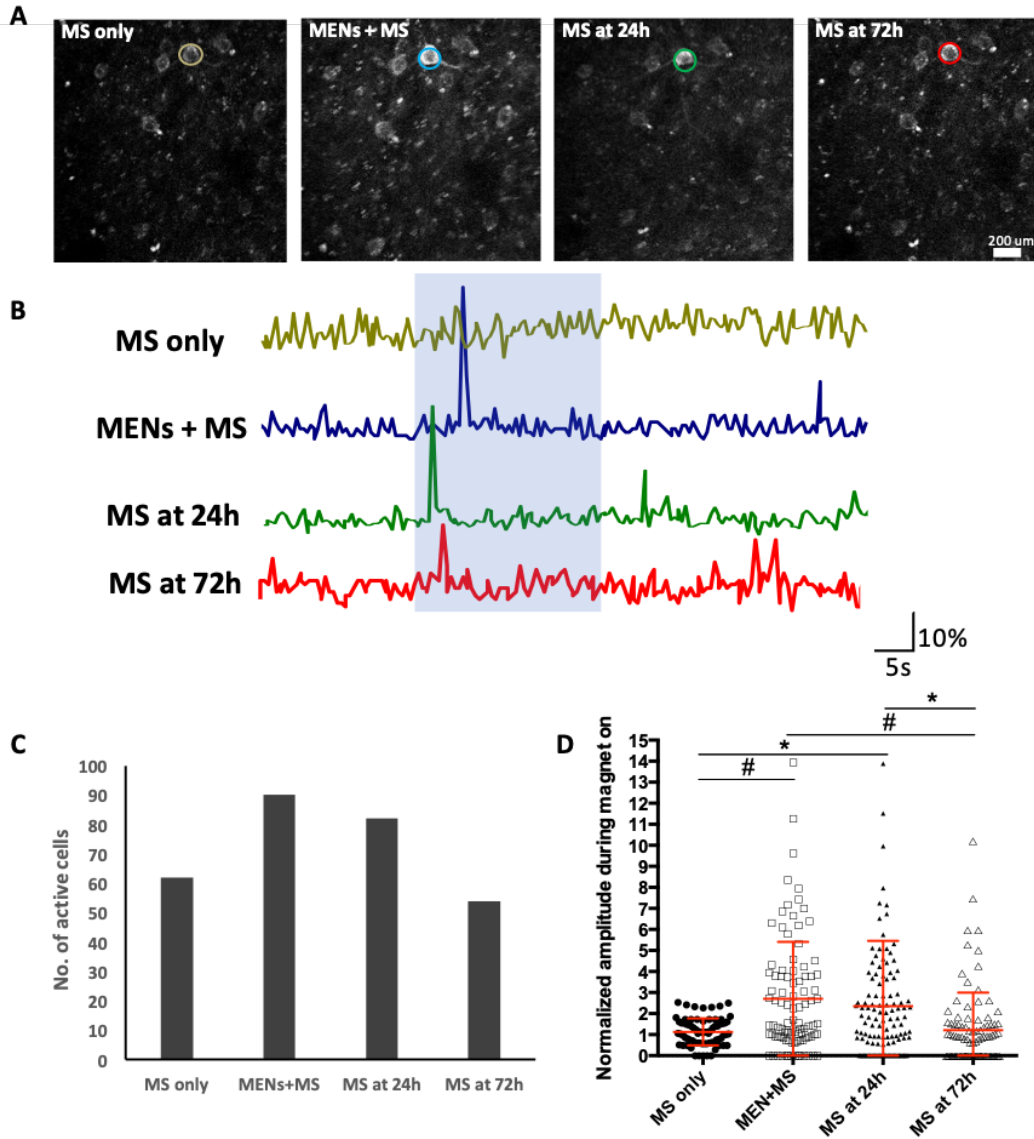 A
MS only
MENs + MS
MS at 24h
MS at 72h
200 um
B
MS only
MENs + MS
MS at 24h
MS at 72h
10%
5s
C
No. of active cells
100
90
80
70
60
50
40
30
20
10
0
MS only
MENs+MS
MS at 24h
MS at 72h
D
Normalized amplitude during magnet on
*
#
*
#
15
14
13
12
11
10
9
8
7
6
5
4
3
2
1
0
MS only
MEN+MS
MS at 24h
MS at 72h